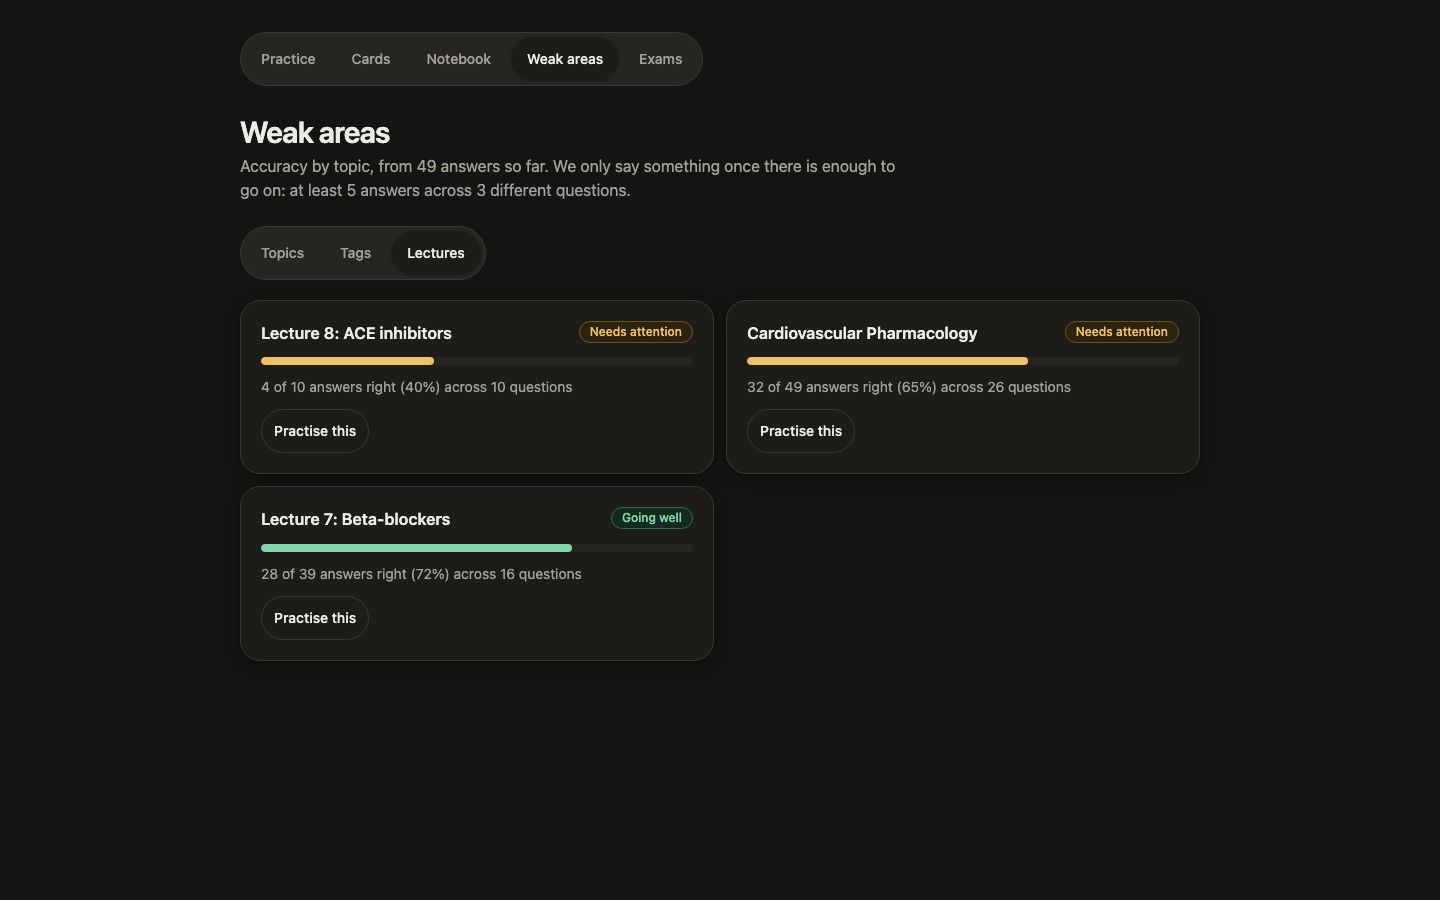 Practice Cards Notebook Weak areas Exams
Weak areas
Accuracy by topic, from 49 answers so far. We only say something once there is enough to
go on: at least 5 answers across 3 different questions.
Topics Tags Lectures
Lecture 8: ACE inhibitors Needs attention
4 of 10 answers right (40%) across 10 questions
Practise this
Cardiovascular Pharmacology Needs attention
32 of 49 answers right (65%) across 26 questions
Practise this
Lecture 7: Beta-blockers Going well
28 of 39 answers right (72%) across 16 questions
Practise this